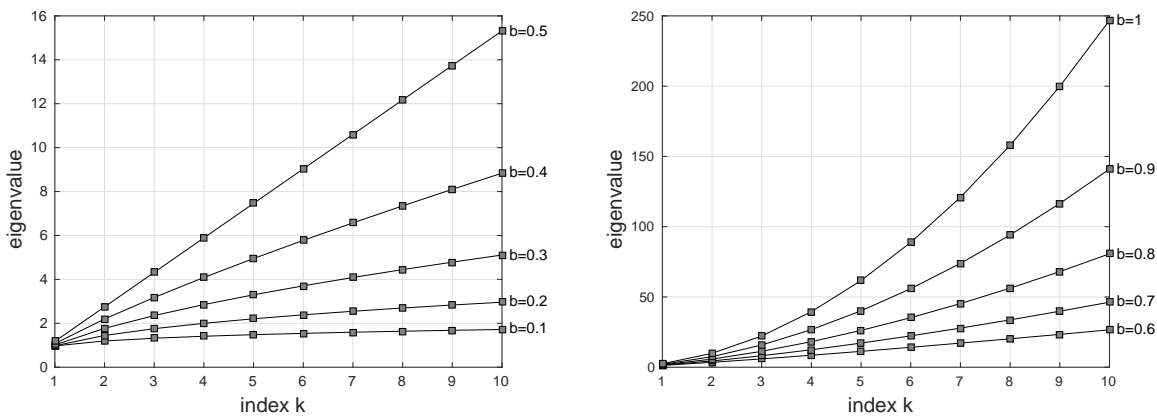 16
14
12
10
8
6
4
2
0
eigenvalue
1 2 3 4 5 6 7 8 9 10
index k
b=0.5
b=0.4
b=0.3
b=0.2
b=0.1
250
200
150
100
50
0
eigenvalue
1 2 3 4 5 6 7 8 9 10
index k
b=1
b=0.9
b=0.8
b=0.7
b=0.6